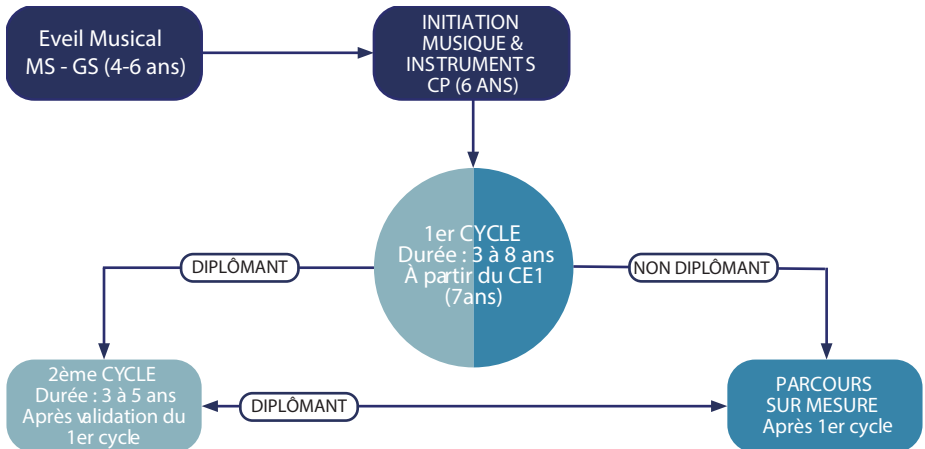 Eveil Musical
MS - GS (4-6 ans)
INITIATION
MUSIQUE &
INSTRUMENTS
CP (6 ANS)
1er CYCLE
Durée : 3 à 8 ans
À partir du CE1
(7ans)
DIPLÔMANT
NON DIPLÔMANT
2ème CYCLE
Durée : 3 à 5 ans
Après validation du
1er cycle
DIPLÔMANT
PARCOURS
SUR MESURE
Après 1er cycle